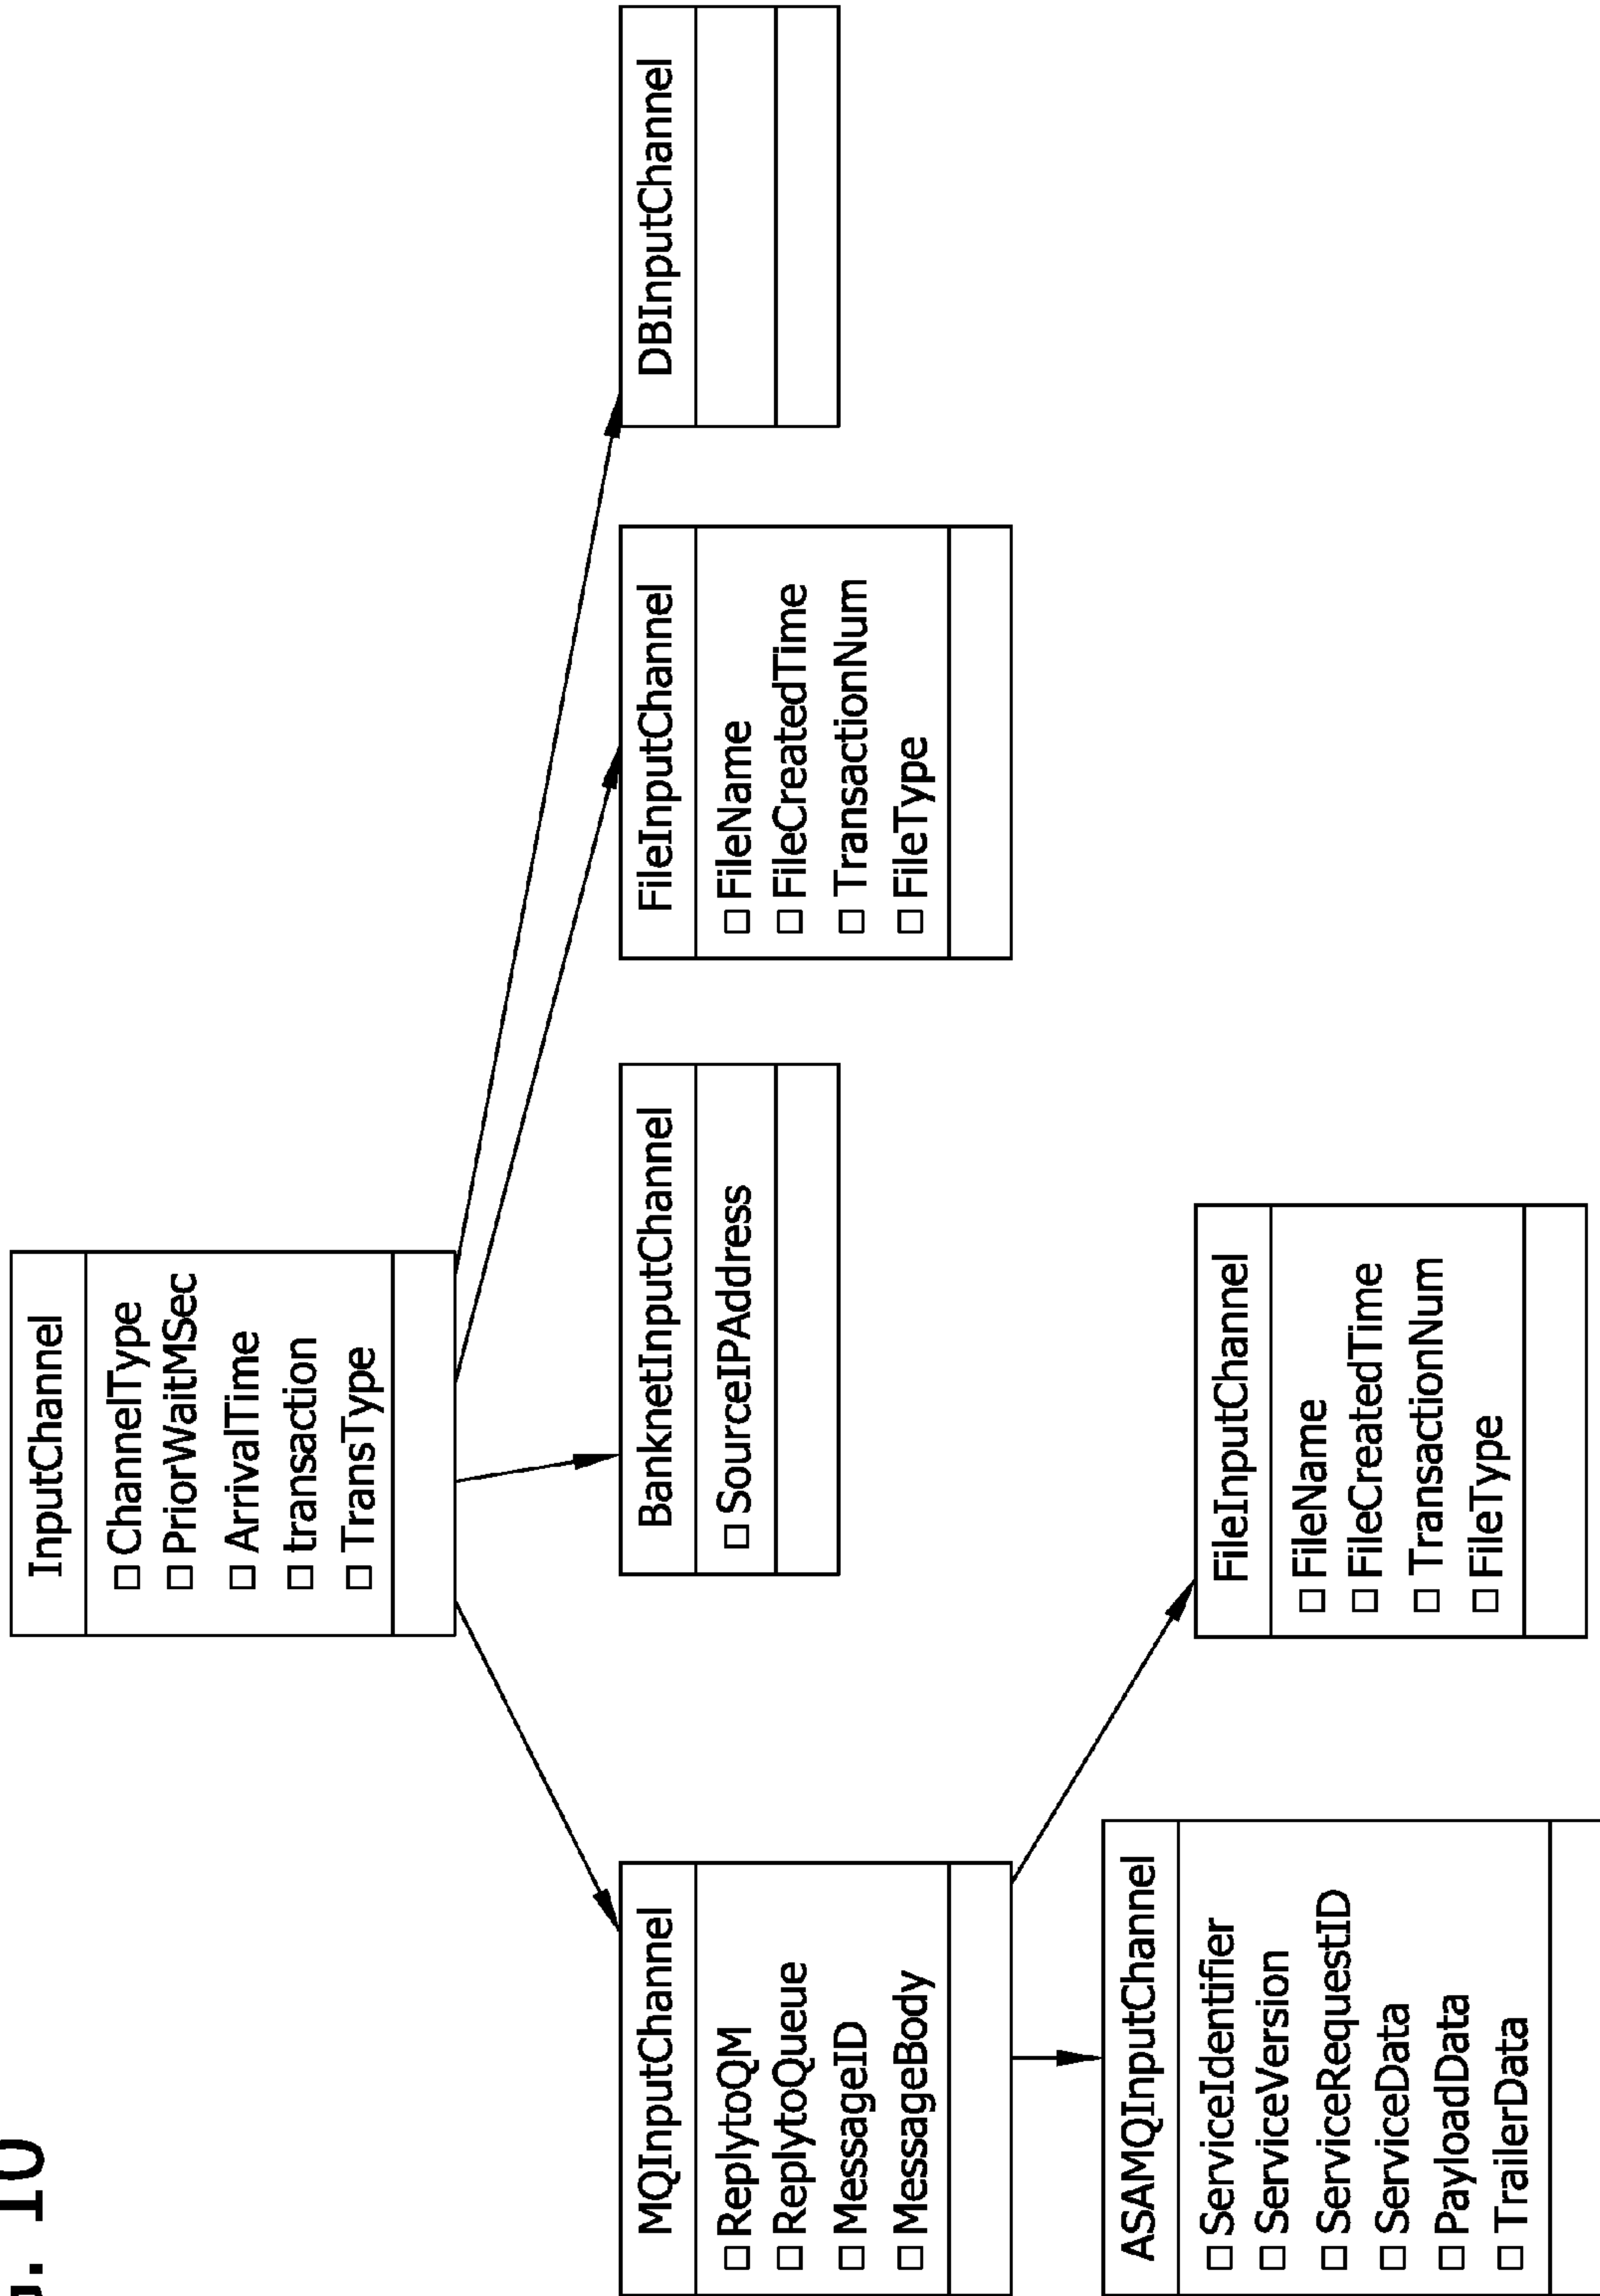 . 10
InputChannel
□ ChannelType
□ PriorWaitMSec
□ ArrivalTime
□ transaction
□ TransType
MQInputChannel
□ ReplytoQM
□ ReplytoQueue
□ MessageID
□ MessageBody
BanknetInputChannel
□ SourceIPAddress
FileInputChannel
□ FileName
□ FileCreatedTime
□ TransactionNum
□ FileType
DBInputChannel
ASAMQInputChannel
□ ServiceIdentifier
□ ServiceVersion
□ ServiceRequestID
□ ServiceData
□ PayloadData
□ TrailerData
FileInputChannel
□ FileName
□ FileCreatedTime
□ TransactionNum
□ FileType